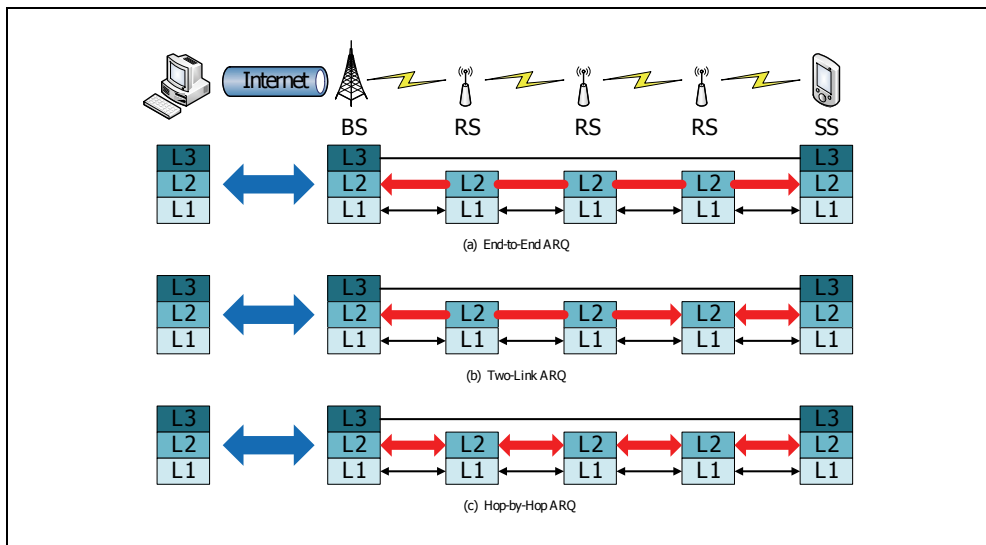 Internet
BS RS RS RS SS
L3 L3 L3
L2 L2 L2 L2 L2 L2
L1 L1 L1 L1 L1 L1
(a) End-to-End ARQ
L3 L3 L3
L2 L2 L2 L2 L2 L2
L1 L1 L1 L1 L1 L1
(b) Two-Link ARQ
L3 L3 L3
L2 L2 L2 L2 L2 L2
L1 L1 L1 L1 L1 L1
(c) Hop-by-Hop ARQ